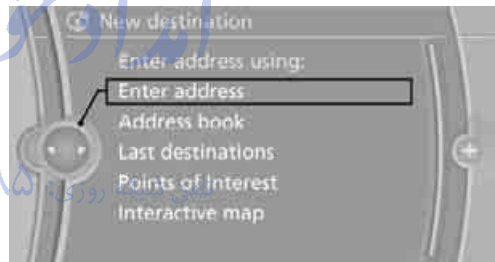 New destination
Enter address using:
Enter address
Address book
Last destinations
Points of Interest
Interactive map